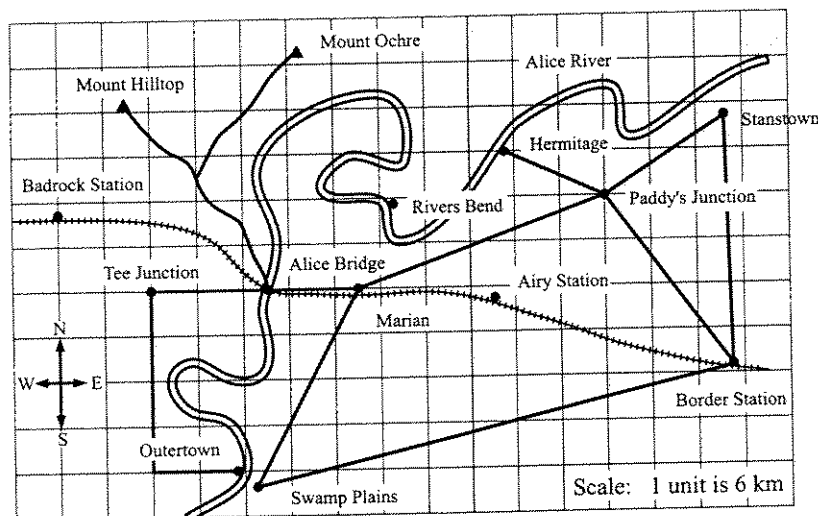 Mount Ochre
Alice River
Mount Hilltop
Stanstown
Hermitage
Badrock Station
Rivers Bend
Paddy's Junction
Tee Junction
Alice Bridge
Airy Station
Marian
N
W
E
S
Border Station
Outertown
Swamp Plains
Scale: 1 unit is 6 km